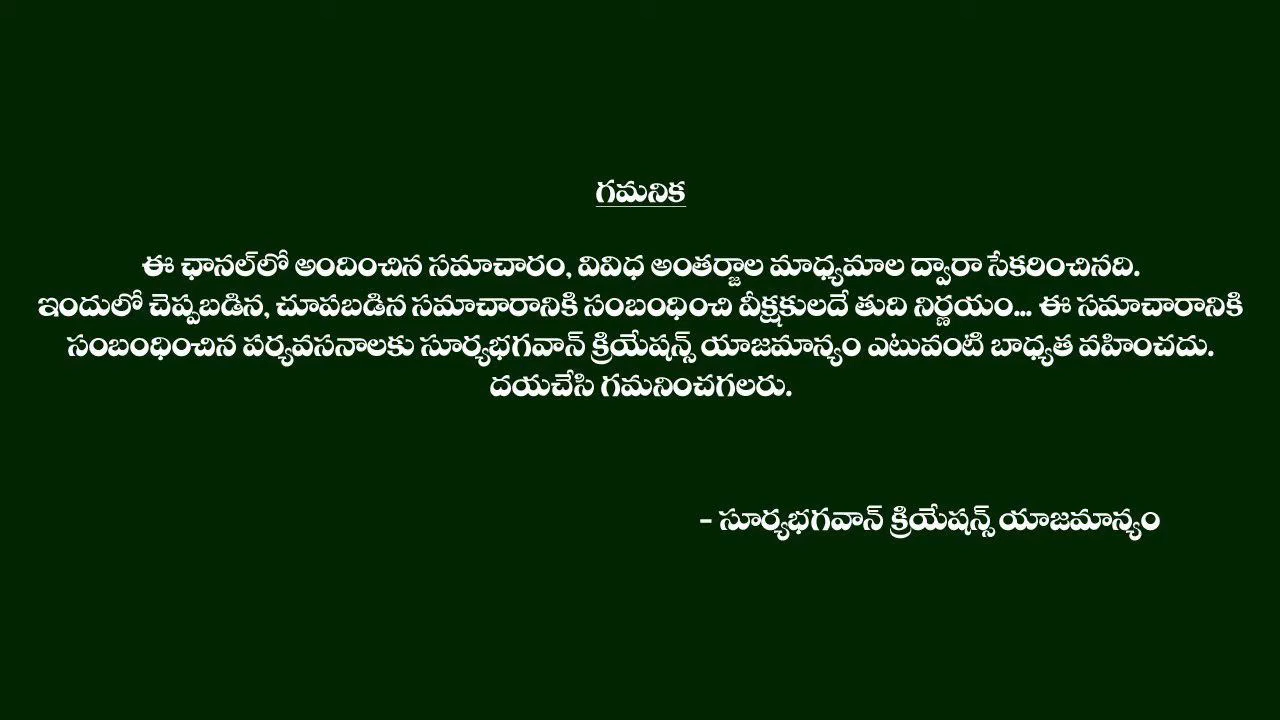 గమనిక
ఈ ఛానల్‌లో అందించిన సమాచారం, వివిధ అంతర్జాల మాధ్యమాల ద్వారా సేకరించినది.
ఇందులో చెప్పబడిన, చూపబడిన సమాచారానికి సంబంధించి వీక్షకులదే తుది నిర్ణయం... ఈ సమాచారానికి
సంబంధించిన పర్యవసనాలకు సూర్యభగవాన్ క్రియేషన్స్ యాజమాన్యం ఎటువంటి బాధ్యత వహించదు.
దయచేసి గమనించగలరు.
- సూర్యభగవాన్ క్రియేషన్స్ యాజమాన్యం